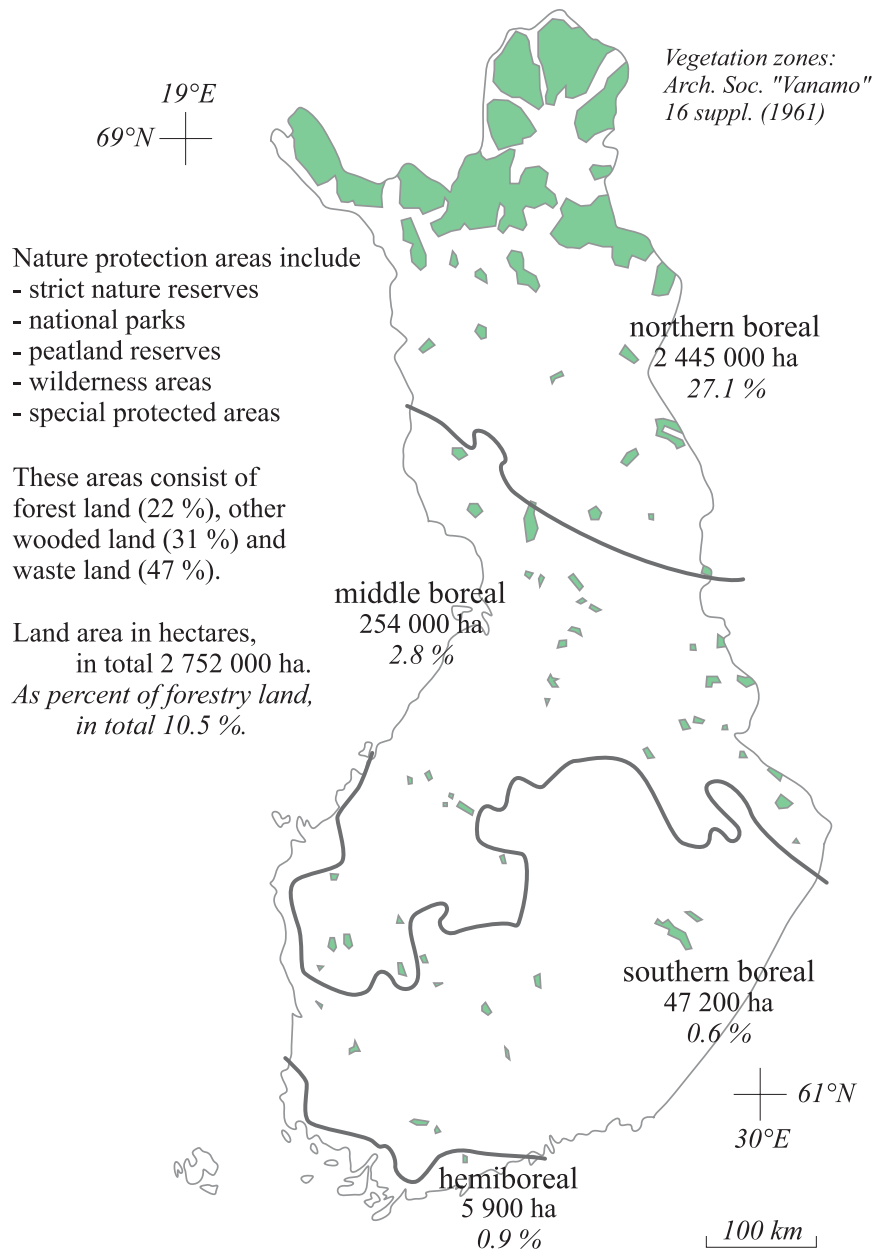 Vegetation zones:
Arch. Soc. "Vanamo"
16 suppl. (1961)
19°E
69°N
Nature protection areas include
- strict nature reserves
- national parks
- peatland reserves
- wilderness areas
- special protected areas
northern boreal
2 445 000 ha
27.1 %
These areas consist of
forest land (22 %), other
wooded land (31 %) and
waste land (47 %).
middle boreal
254 000 ha
2.8 %
Land area in hectares,
in total 2 752 000 ha.
As percent of forestry land,
in total 10.5 %.
southern boreal
47 200 ha
0.6 %
61°N
30°E
hemiboreal
5 900 ha
0.9 %
100 km